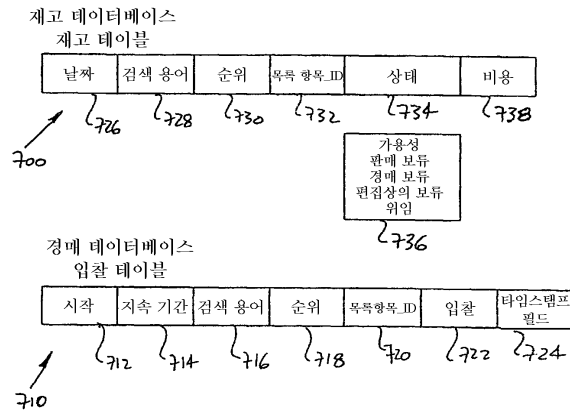 재고 데이터베이스
재고 테이블
날짜 검색 용어 순위 목록 항목_ID 상태 비용
726 728 730 732 734 738
700
가용성
판매 보류
경매 보류
편집상의 보류
위임
736
경매 데이터베이스
입찰 테이블
시작 지속 기간 검색 용어 순위 목록항목_ID 입찰 타임스탬프
필드
712 714 716 718 720 722 724
710